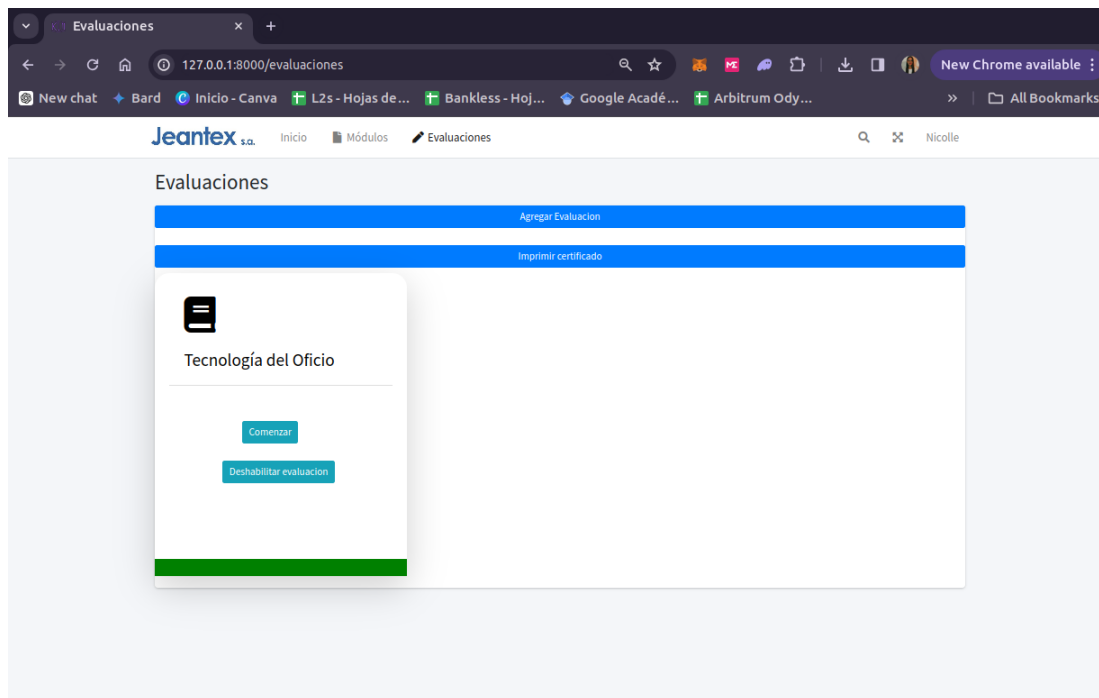 Evaluaciones
127.0.0.1:8000/evaluaciones
New Chrome available
New chat Bard Inicio - Canva L2s - Hojas de... Bankless - Hoj... Google Acadé... Arbitrum Ody... » All Bookmarks
Jeantex s.a. Inicio Módulos Evaluaciones Nicolle
Evaluaciones
Agregar Evaluacion
Imprimir certificado
Tecnología del Oficio
Comenzar
Deshabilitar evaluacion